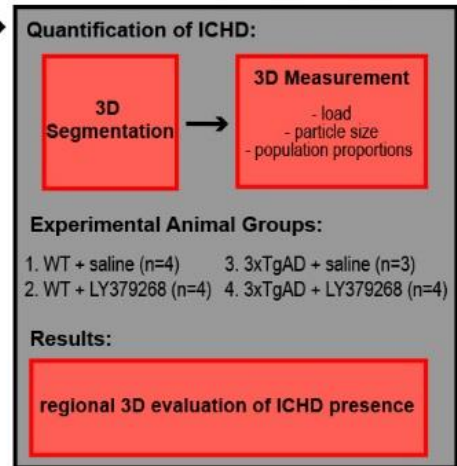 Quantification of ICHD:
3D
Segmentation
3D Measurement
- load
- particle size
- population proportions
Experimental Animal Groups:
1. WT + saline (n=4) 3. 3xTgAD + saline (n=3)
2. WT + LY379268 (n=4) 4. 3xTgAD + LY379268 (n=4)
Results:
regional 3D evaluation of ICHD presence